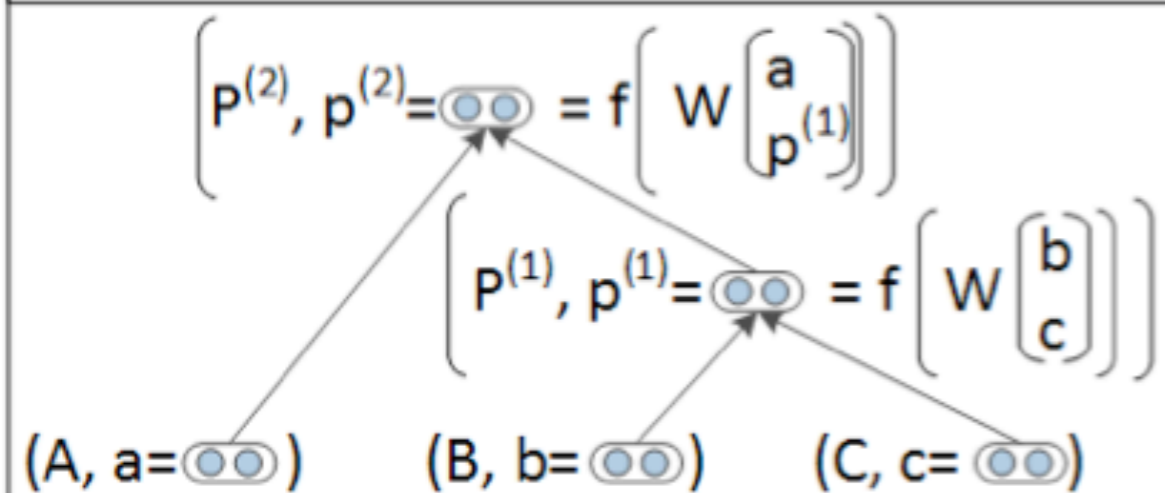 (P^(2), p^(2)= = f(W(a p^(1))))
(P^(1), p^(1)= = f(W(b c)))
(A, a= ) (B, b= ) (C, c= )